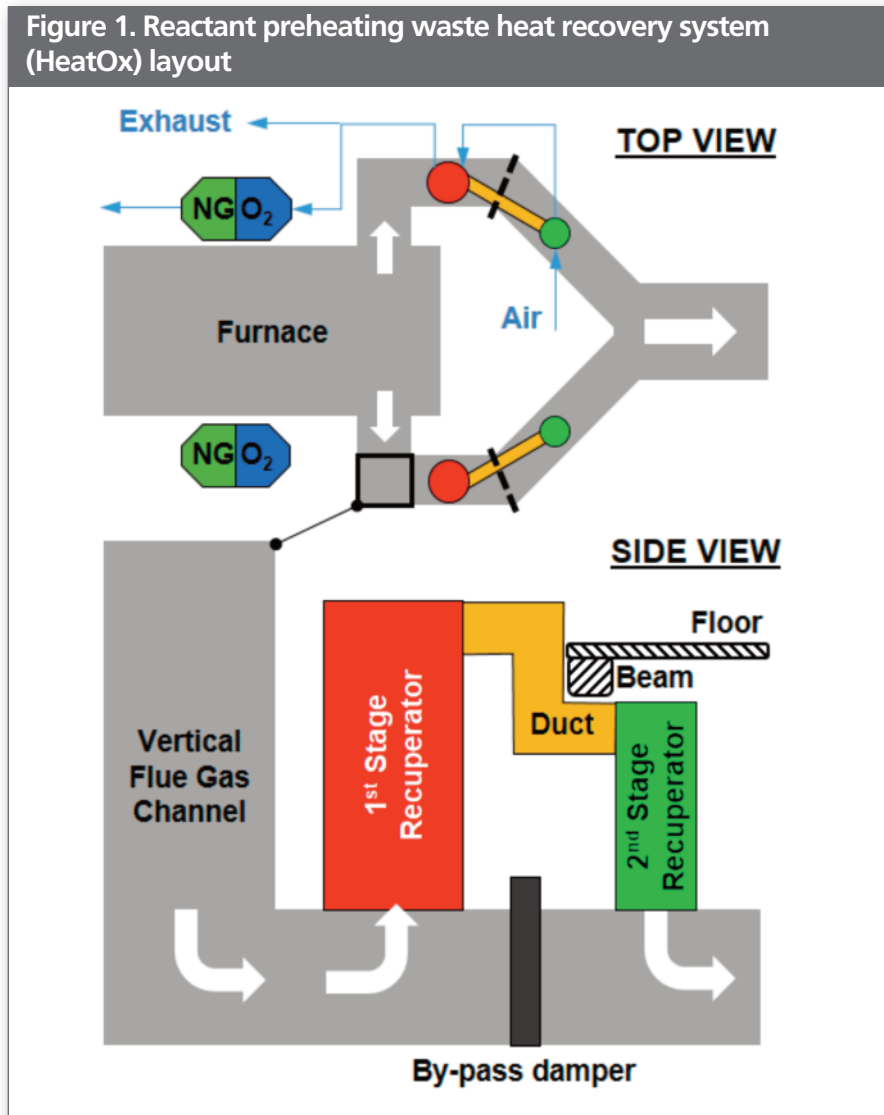 Figure 1. Reactant preheating waste heat recovery system
(HeatOx) layout
Exhaust
TOP VIEW
NG O₂
Furnace
Air
NG O₂
SIDE VIEW
Floor
Beam
Duct
Vertical
Flue Gas
Channel
1st Stage
Recuperator
2nd Stage
Recuperator
By-pass damper